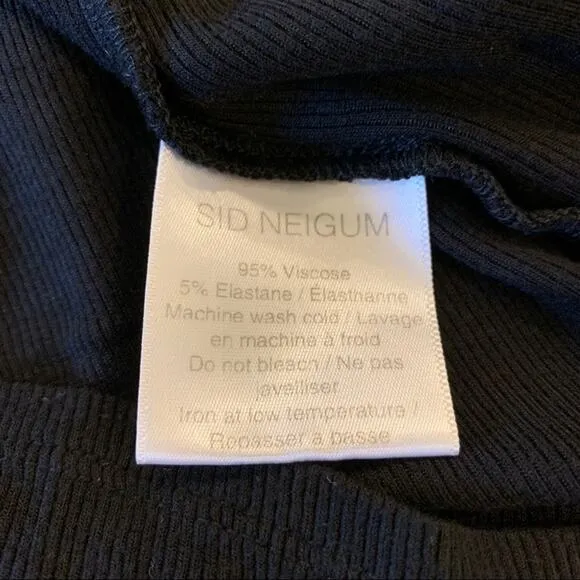 SID NEIGUM
95% Viscose
5% Elastane / Élasthanne
Machine wash cold / Lavage
en machine à froid
Do not bleach / Ne pas
javelliser
Iron at low temperature /
Repasser à basse